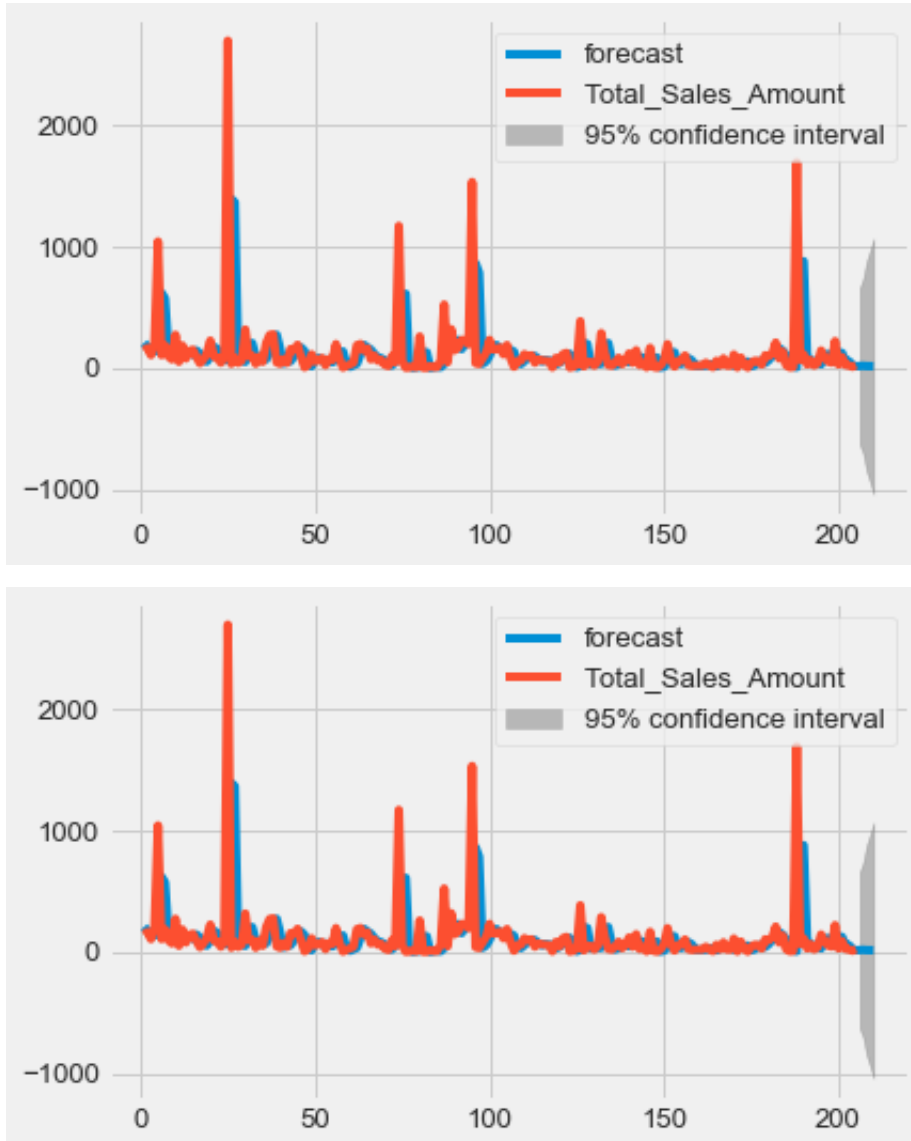 forecast
Total_Sales_Amount
95% confidence interval
2000
1000
0
−1000
0 50 100 150 200
forecast
Total_Sales_Amount
95% confidence interval
2000
1000
0
−1000
0 50 100 150 200